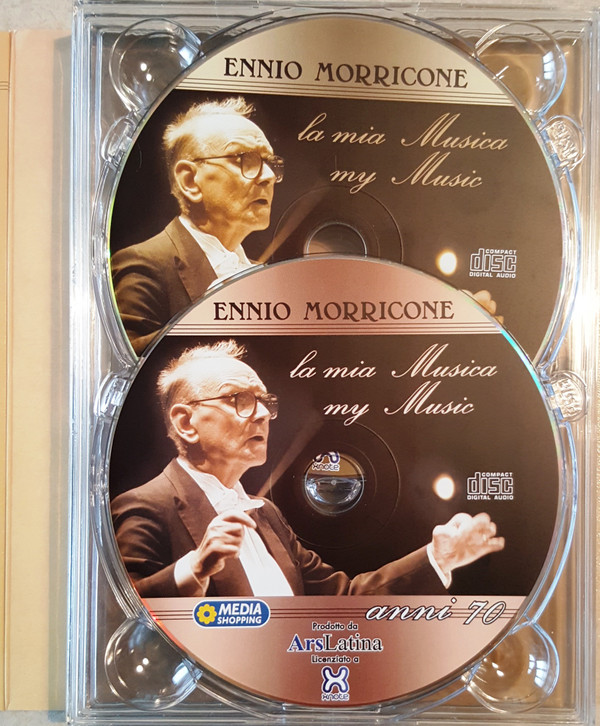 ENNIO MORRICONE
la mia Musica
my Music
COMPACT
disc
DIGITAL AUDIO
ENNIO MORRICONE
la mia Musica
my Music
COMPACT
disc
DIGITAL AUDIO
anni 70
MEDIA
SHOPPING
Prodotto da
ArsLatina
Licenziato a